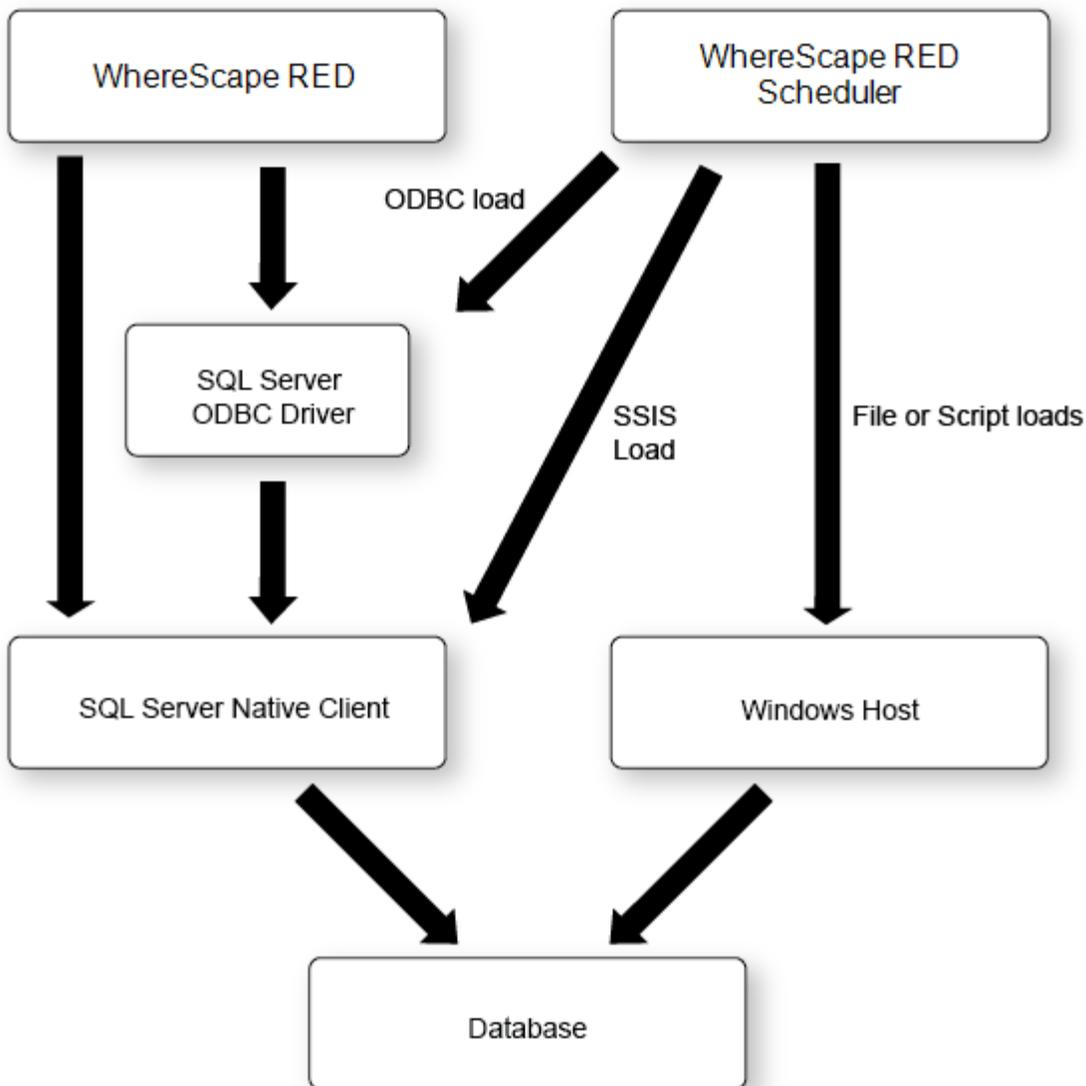 WhereScape RED
WhereScape RED
Scheduler
ODBC load
SQL Server
ODBC Driver
SSIS
Load
File or Script loads
SQL Server Native Client
Windows Host
Database